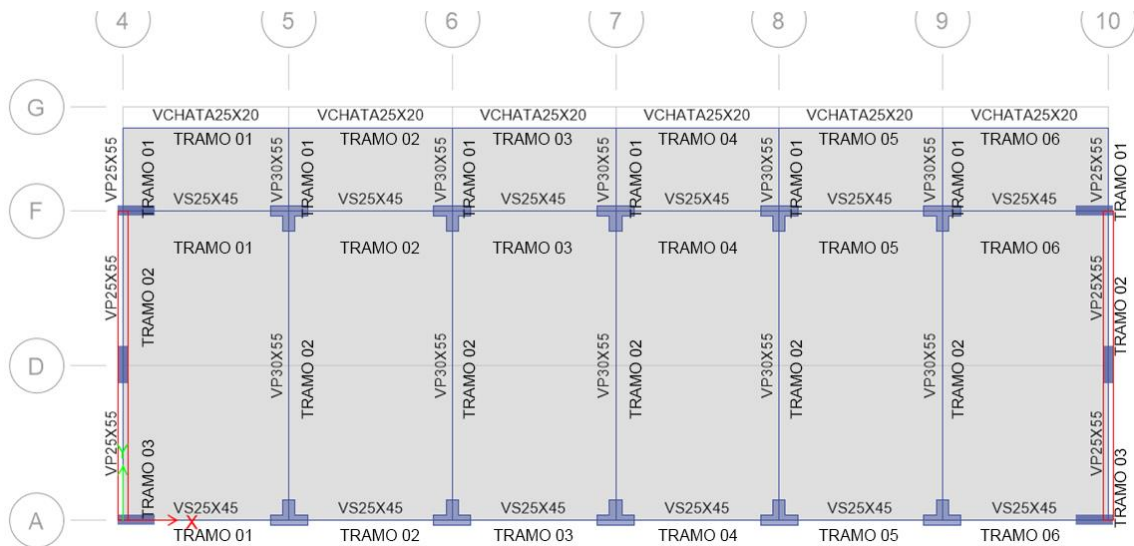 4 5 6 7 8 9 10
G
VCHATA25X20 VCHATA25X20 VCHATA25X20 VCHATA25X20 VCHATA25X20 VCHATA25X20
TRAMO 01 TRAMO 02 TRAMO 03 TRAMO 04 TRAMO 05 TRAMO 06
VP25X55 TRAMO 01 VP30X55 TRAMO 01 VP30X55 TRAMO 01 VP30X55 TRAMO 01 VP30X55 TRAMO 01 VP30X55 TRAMO 01 VP25X55 TRAMO 01
VS25X45 VS25X45 VS25X45 VS25X45 VS25X45 VS25X45
F
TRAMO 01 TRAMO 02 TRAMO 03 TRAMO 04 TRAMO 05 TRAMO 06
VP25X55 TRAMO 02 VP25X55 TRAMO 02
D
VP30X55 TRAMO 02 VP30X55 TRAMO 02 VP30X55 TRAMO 02 VP30X55 TRAMO 02 VP30X55 TRAMO 02
VP25X55 TRAMO 03 VP25X55 TRAMO 03
Y
VS25X45 VS25X45 VS25X45 VS25X45 VS25X45 VS25X45
A
X
TRAMO 01 TRAMO 02 TRAMO 03 TRAMO 04 TRAMO 05 TRAMO 06